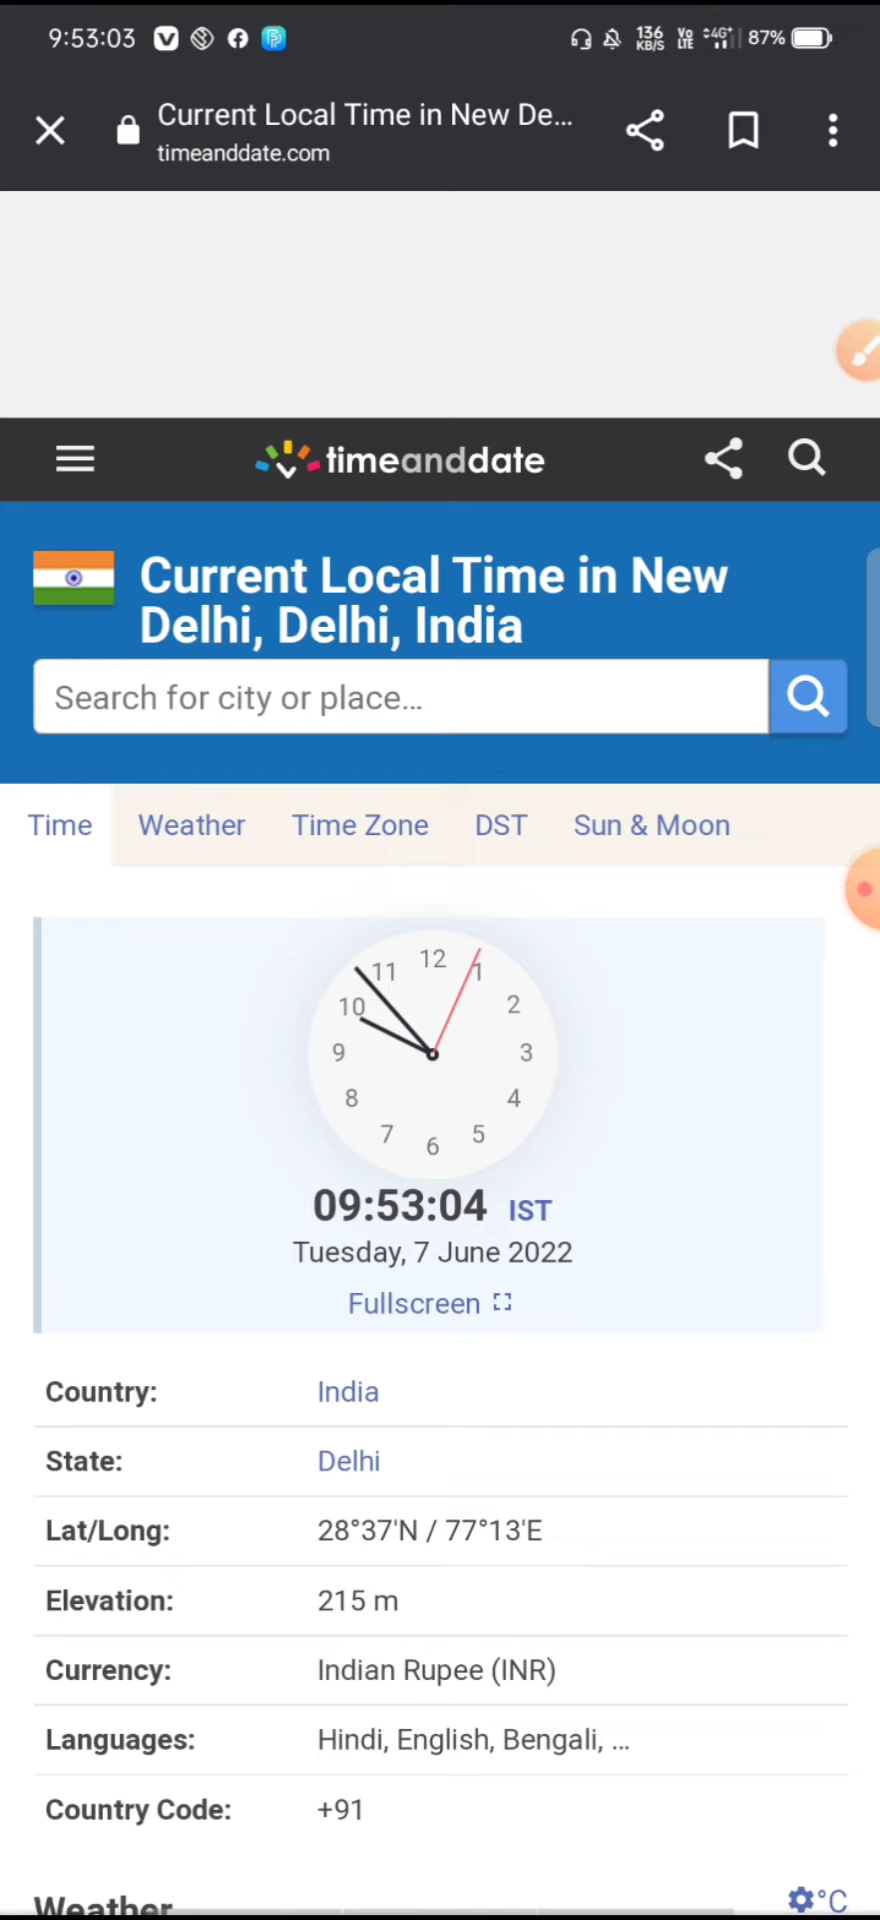 9:53:03 136 KB/S Vo LTE 4G+ 87%
Current Local Time in New De...
timeanddate.com
timeanddate
Current Local Time in New
Delhi, Delhi, India
Search for city or place...
Time Weather Time Zone DST Sun & Moon
12
11 1
10 2
9 3
8 4
7 5
6
09:53:04 IST
Tuesday, 7 June 2022
Fullscreen
Country: India
State: Delhi
Lat/Long: 28°37'N / 77°13'E
Elevation: 215 m
Currency: Indian Rupee (INR)
Languages: Hindi, English, Bengali, ...
Country Code: +91
Weather °C